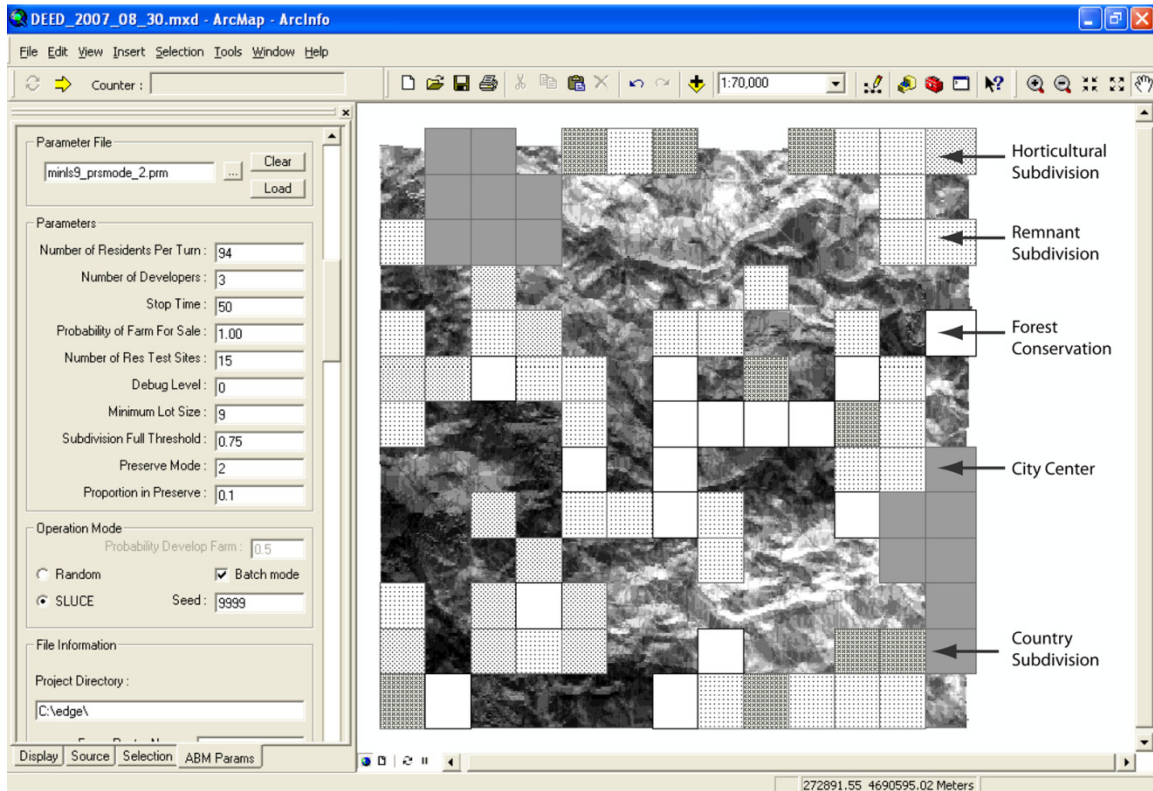 DEED_2007_08_30.mxd - ArcMap - ArcInfo
File Edit View Insert Selection Tools Window Help
Counter :
1:70,000
Parameter File
minls9_prsmode_2.prm
...
Clear
Load
Parameters
Number of Residents Per Turn : 94
Number of Developers : 3
Stop Time : 50
Probability of Farm For Sale : 1.00
Number of Res Test Sites : 15
Debug Level : 0
Minimum Lot Size : 9
Subdivision Full Threshold : 0.75
Preserve Mode : 2
Proportion in Preserve : 0.1
Operation Mode
Probability Develop Farm : 0.5
Random
Batch mode
SLUCE
Seed : 9999
File Information
Project Directory :
C:\edge\
Display Source Selection ABM Params
Horticultural
Subdivision
Remnant
Subdivision
Forest
Conservation
City Center
Country
Subdivision
272891.55 4690595.02 Meters